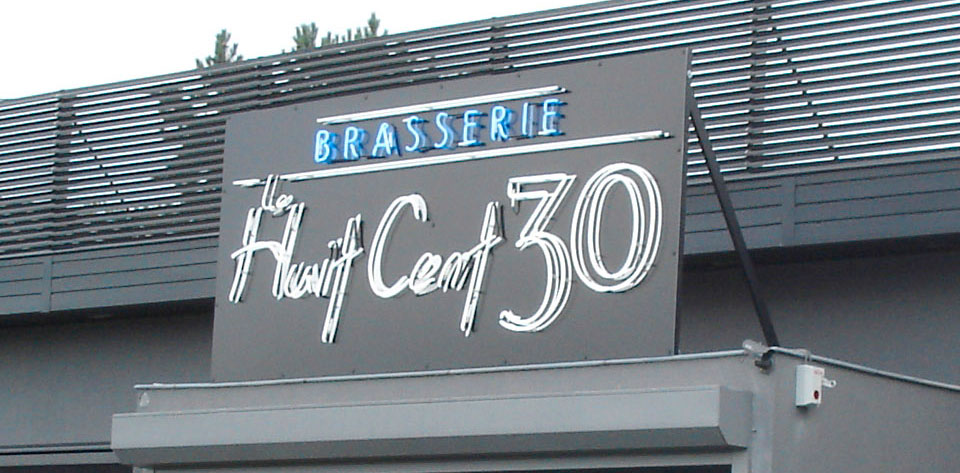 BRASSERIE
Le
Huit Cent 30